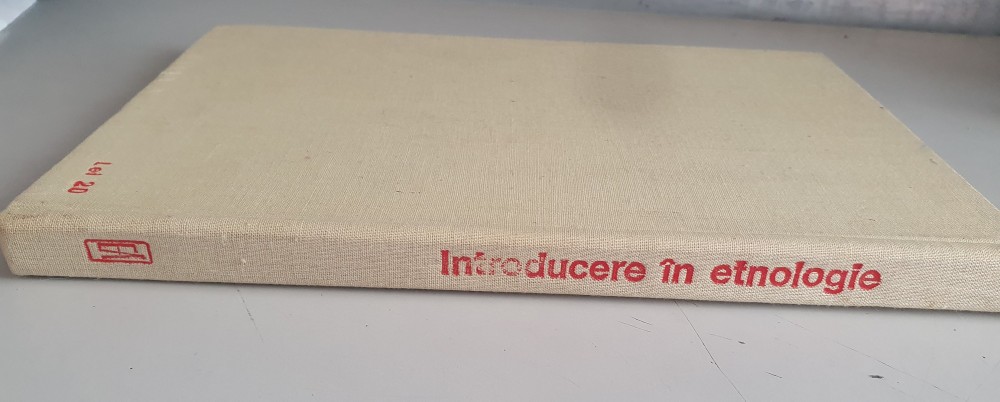 Lei 20
Introducere în etnologie